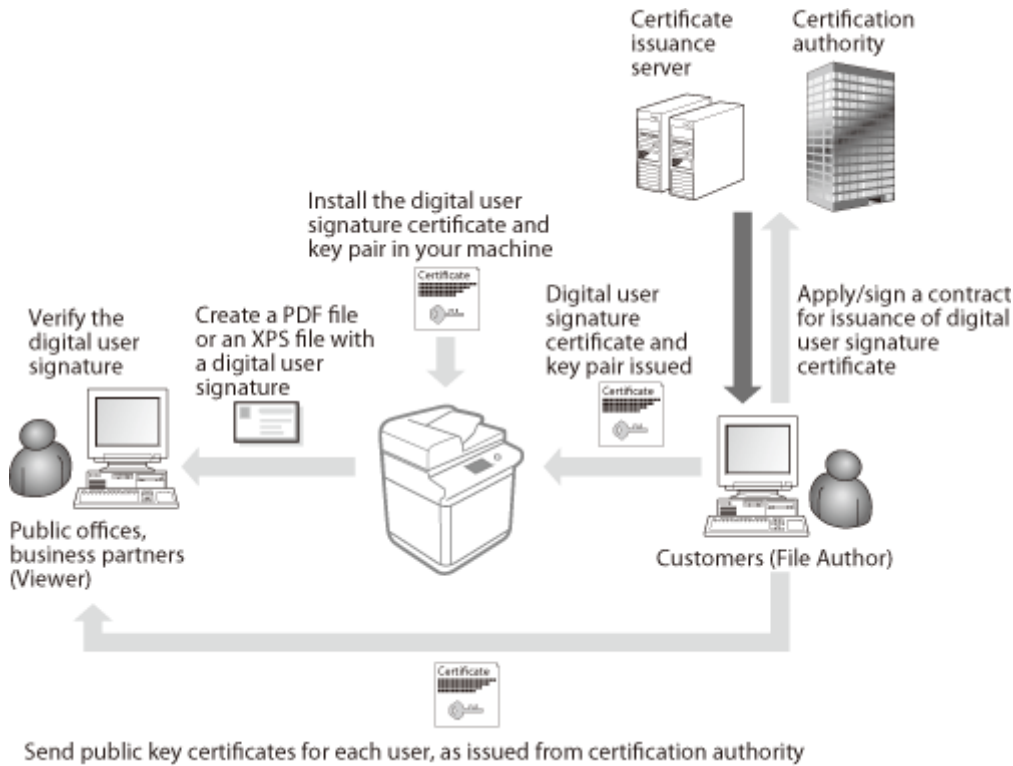 Certificate
issuance
server
Certification
authority
Install the digital user
signature certificate and
key pair in your machine
Certificate
Verify the
digital user
signature
Create a PDF file
or an XPS file with
a digital user
signature
Digital user
signature
certificate and
key pair issued
Certificate
Apply/sign a contract
for issuance of digital
user signature
certificate
Public offices,
business partners
(Viewer)
Customers (File Author)
Certificate
Send public key certificates for each user, as issued from certification authority